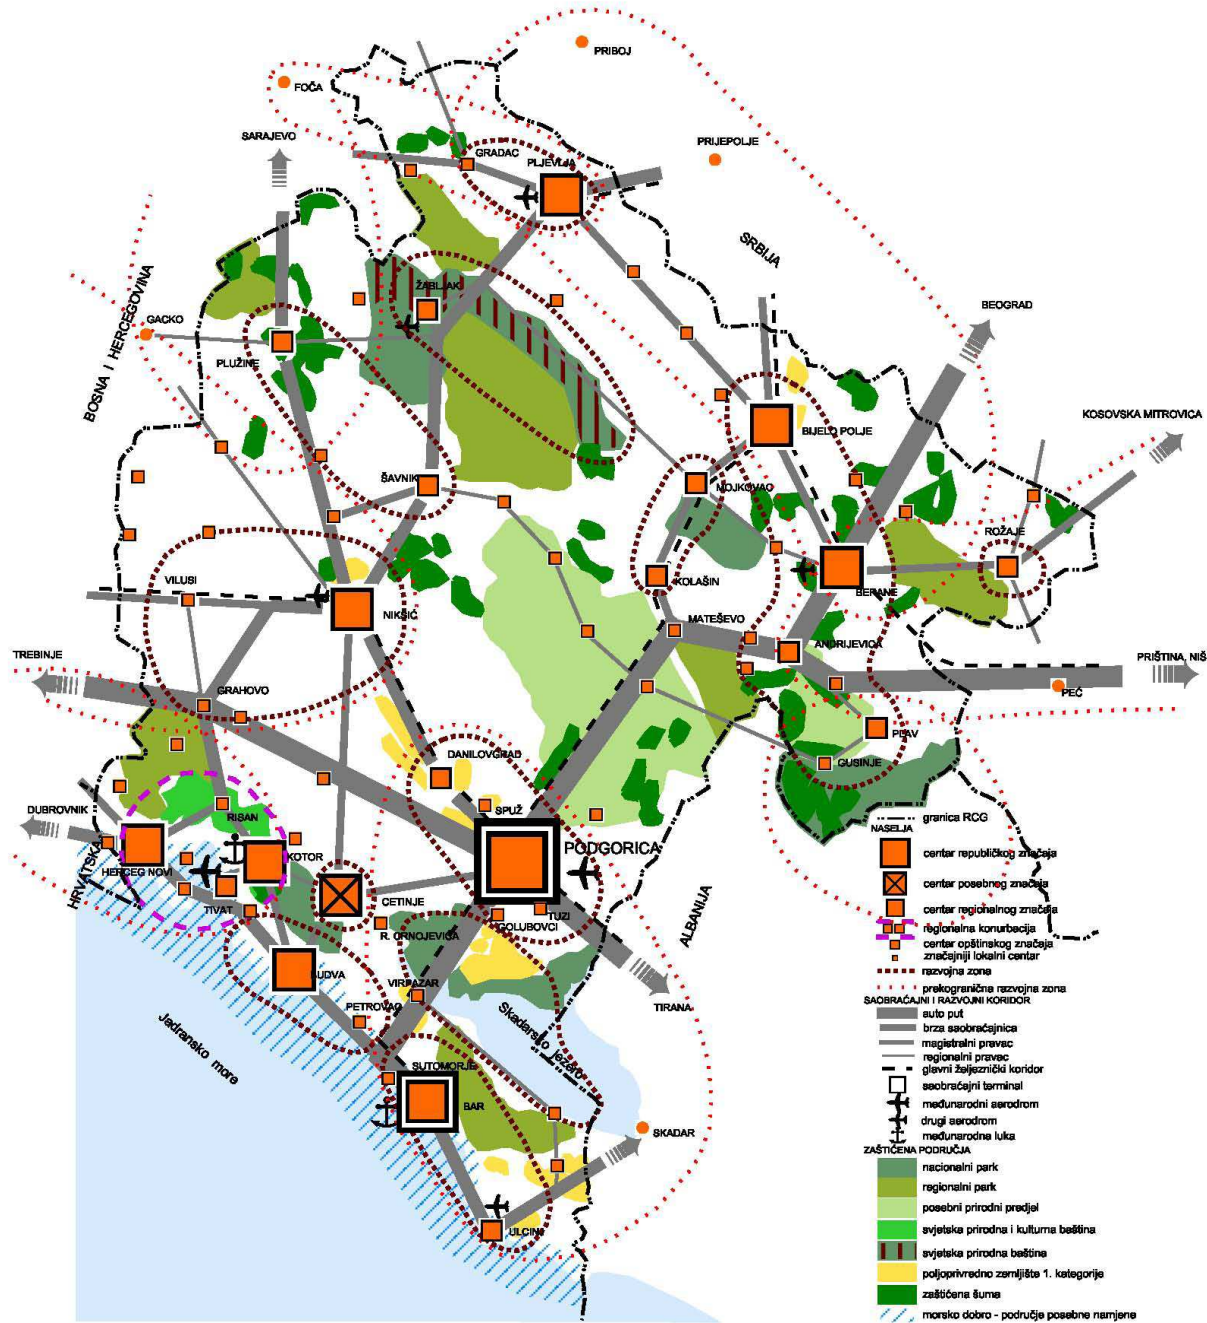 PRIBOJ
FOČA
SARAJEVO
PRIJEPOLJE
GRADAC
PLJEVLJA
SRBIJA
BOSNA I HERCEGOVINA
ŽABLJAK
BEOGRAD
GACKO
PLUŽINE
KOSOVSKA MITROVICA
BIJELO POLJE
ŠAVNIK
MOJKOVAC
ROŽAJE
VILUSI
KOLAŠIN
BERANE
NIKŠIĆ
MATEŠEVO
ANDRIJEVICA
TREBINJE
PRIŠTINA, NIŠ
PEĆ
GRAHOVO
PLAV
DANILOVGRAD
GUSINJE
SPUŽ
DUBROVNIK
RISAN
PODGORICA
KOTOR
HERCEG NOVI
HRVATSKA
TIVAT
CETINJE
TUZI
GOLUBOVCI
R. CRNOJEVIĆA
ALBANIJA
BUDVA
VIRPAZAR
PETROVAC
TIRANA
Jadransko more
Skadarsko jezero
SUTOMORJE
BAR
SKADAR
ULCINJ
granica RCG
NASELJA
centar republičkog značaja
centar posebnog značaja
centar regionalnog značaja
regionalna konurbacija
centar opštinskog značaja
značajniji lokalni centar
razvojna zona
prekogranična razvojna zona
SAOBRAĆAJNI I RAZVOJNI KORIDOR
auto put
brza saobraćajnica
magistralni pravac
regionalni pravac
glavni željeznički koridor
saobraćajni terminal
međunarodni aerodrom
drugi aerodrom
međunarodna luka
ZAŠTIĆENA PODRUČJA
nacionalni park
regionalni park
posebni prirodni predjel
svjetska prirodna i kulturna baština
svjetska prirodna baština
poljoprivredno zemljište 1. kategorije
zaštićena šuma
morsko dobro - područje posebne namjene